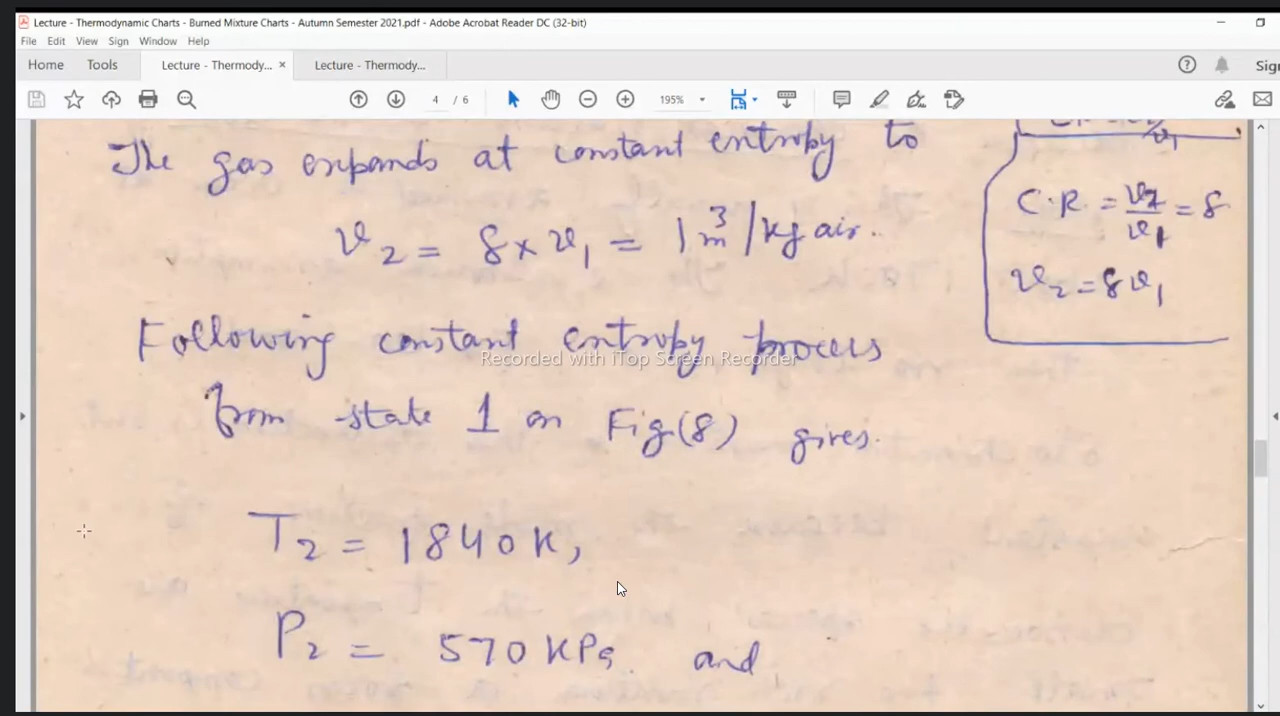 Lecture - Thermodynamic Charts - Burned Mixture Charts - Autumn Semester 2021.pdf - Adobe Acrobat Reader DC (32-bit)
File Edit View Sign Window Help
Home Tools Lecture - Thermody... × Lecture - Thermody... Sign
4 / 6 195%
The gas expands at constant entropy to
v₂ = 8 × v₁ = 1 m³/kg air.
C.R. = v₂/v₁ = 8
v₂ = 8v₁
Following constant entropy process
Recorded with iTop Screen Recorder
from state 1 on Fig(8) gives.
T₂ = 1840 K,
P₂ = 570 KPa. and